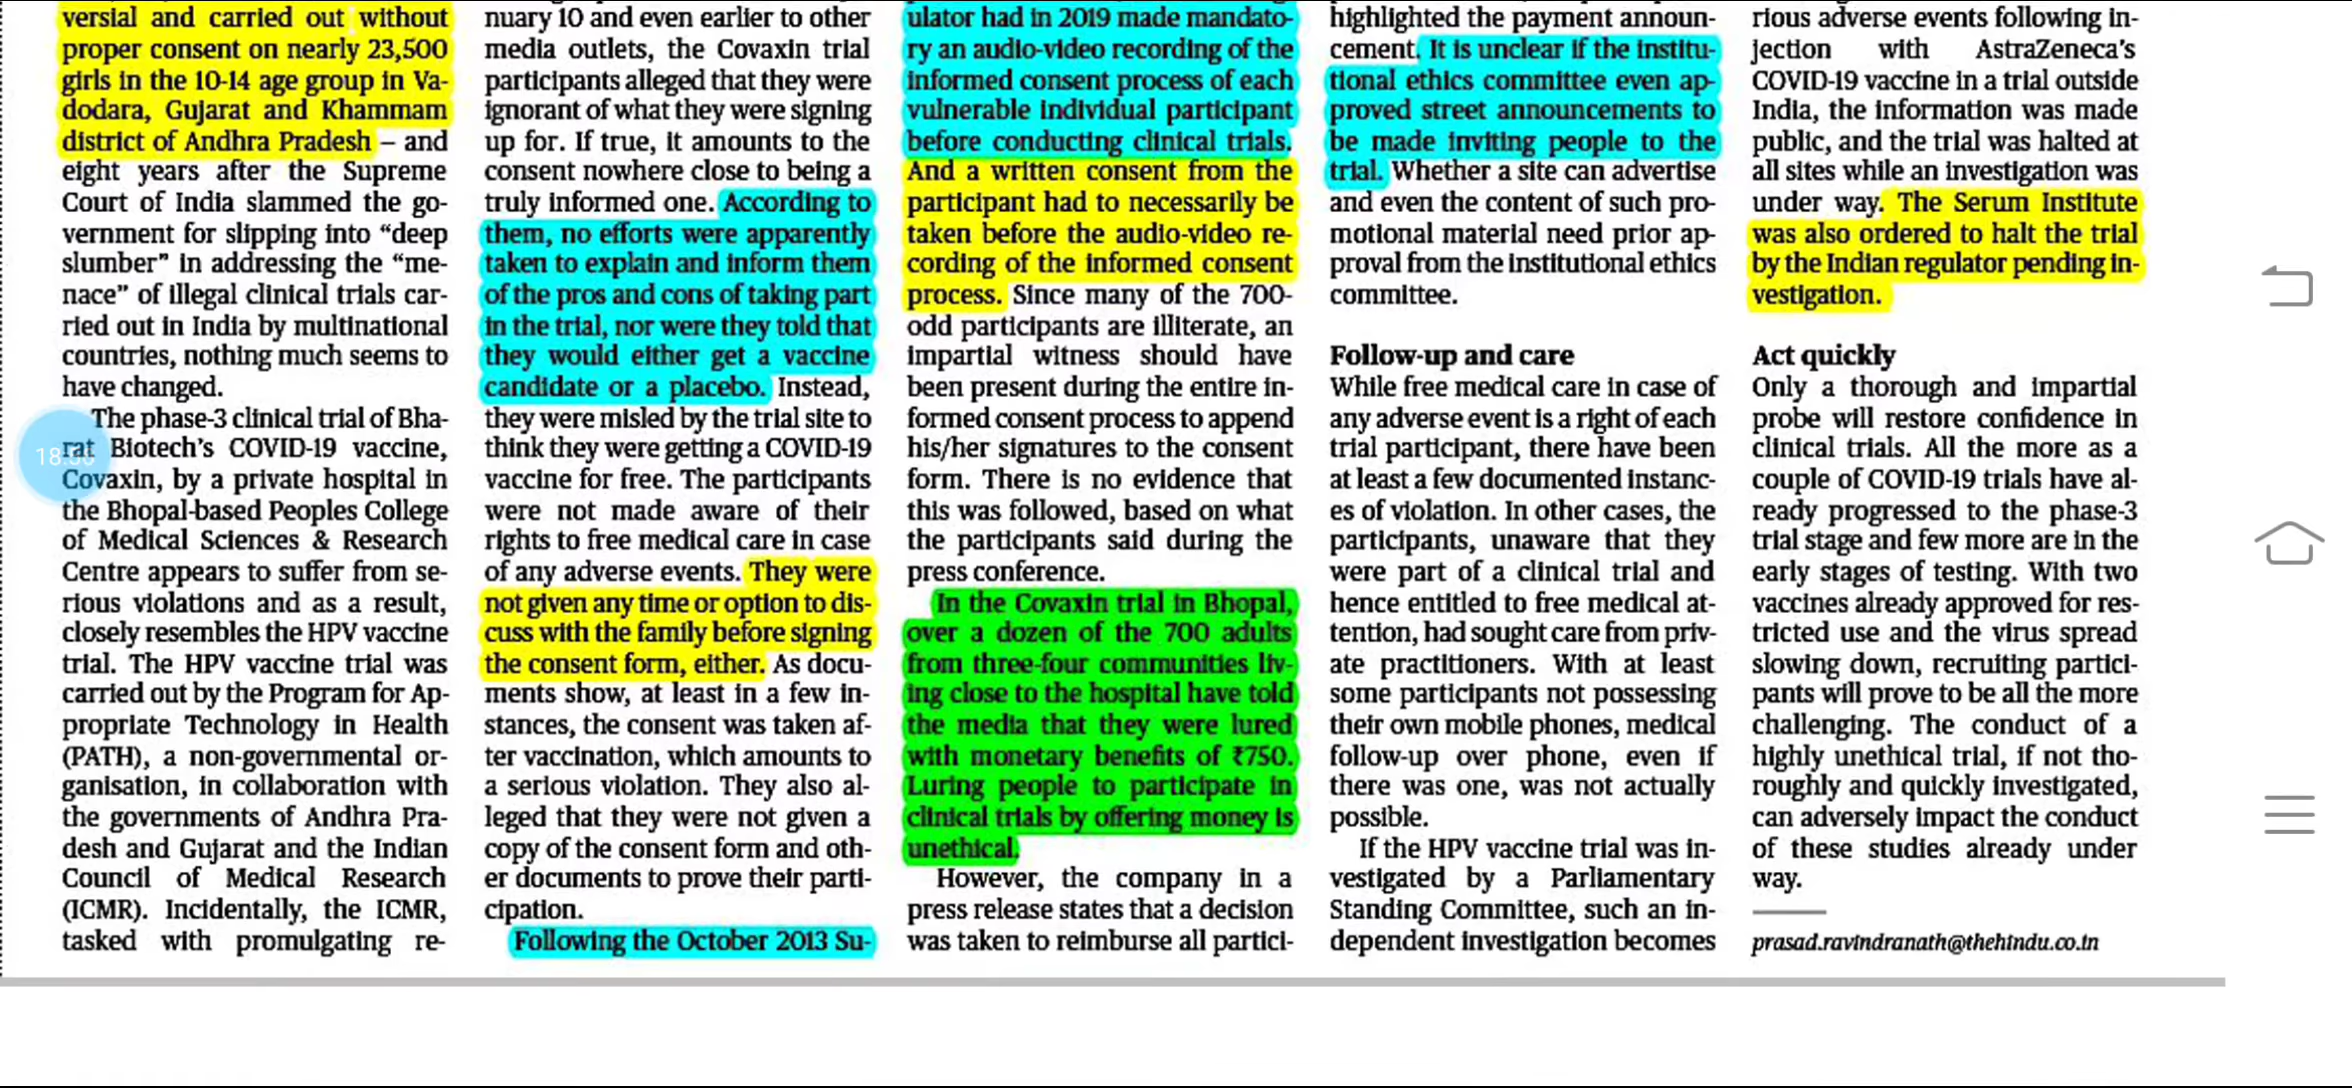 versial and carried out without
proper consent on nearly 23,500
girls in the 10-14 age group in Va-
dodara, Gujarat and Khammam
district of Andhra Pradesh – and
eight years after the Supreme
Court of India slammed the go-
vernment for slipping into “deep
slumber” in addressing the “me-
nace” of illegal clinical trials car-
ried out in India by multinational
countries, nothing much seems to
have changed.
The phase-3 clinical trial of Bha-
rat Biotech’s COVID-19 vaccine,
Covaxin, by a private hospital in
the Bhopal-based Peoples College
of Medical Sciences & Research
Centre appears to suffer from se-
rious violations and as a result,
closely resembles the HPV vaccine
trial. The HPV vaccine trial was
carried out by the Program for Ap-
propriate Technology in Health
(PATH), a non-governmental or-
ganisation, in collaboration with
the governments of Andhra Pra-
desh and Gujarat and the Indian
Council of Medical Research
(ICMR). Incidentally, the ICMR,
tasked with promulgating re-
nuary 10 and even earlier to other
media outlets, the Covaxin trial
participants alleged that they were
ignorant of what they were signing
up for. If true, it amounts to the
consent nowhere close to being a
truly informed one. According to
them, no efforts were apparently
taken to explain and inform them
of the pros and cons of taking part
in the trial, nor were they told that
they would either get a vaccine
candidate or a placebo. Instead,
they were misled by the trial site to
think they were getting a COVID-19
vaccine for free. The participants
were not made aware of their
rights to free medical care in case
of any adverse events. They were
not given any time or option to dis-
cuss with the family before signing
the consent form, either. As docu-
ments show, at least in a few in-
stances, the consent was taken af-
ter vaccination, which amounts to
a serious violation. They also al-
leged that they were not given a
copy of the consent form and oth-
er documents to prove their parti-
cipation.
Following the October 2013 Su-
ulator had in 2019 made mandato-
ry an audio-video recording of the
informed consent process of each
vulnerable individual participant
before conducting clinical trials.
And a written consent from the
participant had to necessarily be
taken before the audio-video re-
cording of the informed consent
process. Since many of the 700-
odd participants are illiterate, an
impartial witness should have
been present during the entire in-
formed consent process to append
his/her signatures to the consent
form. There is no evidence that
this was followed, based on what
the participants said during the
press conference.
In the Covaxin trial in Bhopal,
over a dozen of the 700 adults
from three-four communities liv-
ing close to the hospital have told
the media that they were lured
with monetary benefits of ₹750.
Luring people to participate in
clinical trials by offering money is
unethical.
However, the company in a
press release states that a decision
was taken to reimburse all partici-
highlighted the payment announ-
cement. It is unclear if the institu-
tional ethics committee even ap-
proved street announcements to
be made inviting people to the
trial. Whether a site can advertise
and even the content of such pro-
motional material need prior ap-
proval from the institutional ethics
committee.
Follow-up and care
While free medical care in case of
any adverse event is a right of each
trial participant, there have been
at least a few documented instanc-
es of violation. In other cases, the
participants, unaware that they
were part of a clinical trial and
hence entitled to free medical at-
tention, had sought care from priv-
ate practitioners. With at least
some participants not possessing
their own mobile phones, medical
follow-up over phone, even if
there was one, was not actually
possible.
If the HPV vaccine trial was in-
vestigated by a Parliamentary
Standing Committee, such an in-
dependent investigation becomes
rious adverse events following in-
jection with AstraZeneca’s
COVID-19 vaccine in a trial outside
India, the information was made
public, and the trial was halted at
all sites while an investigation was
under way. The Serum Institute
was also ordered to halt the trial
by the Indian regulator pending in-
vestigation.
Act quickly
Only a thorough and impartial
probe will restore confidence in
clinical trials. All the more as a
couple of COVID-19 trials have al-
ready progressed to the phase-3
trial stage and few more are in the
early stages of testing. With two
vaccines already approved for res-
tricted use and the virus spread
slowing down, recruiting partici-
pants will prove to be all the more
challenging. The conduct of a
highly unethical trial, if not tho-
roughly and quickly investigated,
can adversely impact the conduct
of these studies already under
way.
prasad.ravindranath@thehindu.co.in